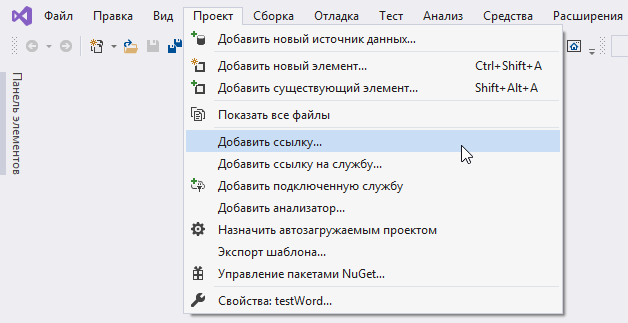 Файл Правка Вид Проект Сборка Отладка Тест Анализ Средства Расширения
Добавить новый источник данных...
Добавить новый элемент... Ctrl+Shift+A
Добавить существующий элемент... Shift+Alt+A
Показать все файлы
Добавить ссылку...
Добавить ссылку на службу...
Добавить подключенную службу
Добавить анализатор...
Назначить автозагружаемым проектом
Экспорт шаблона...
Управление пакетами NuGet...
Свойства: testWord...
Панель элементов